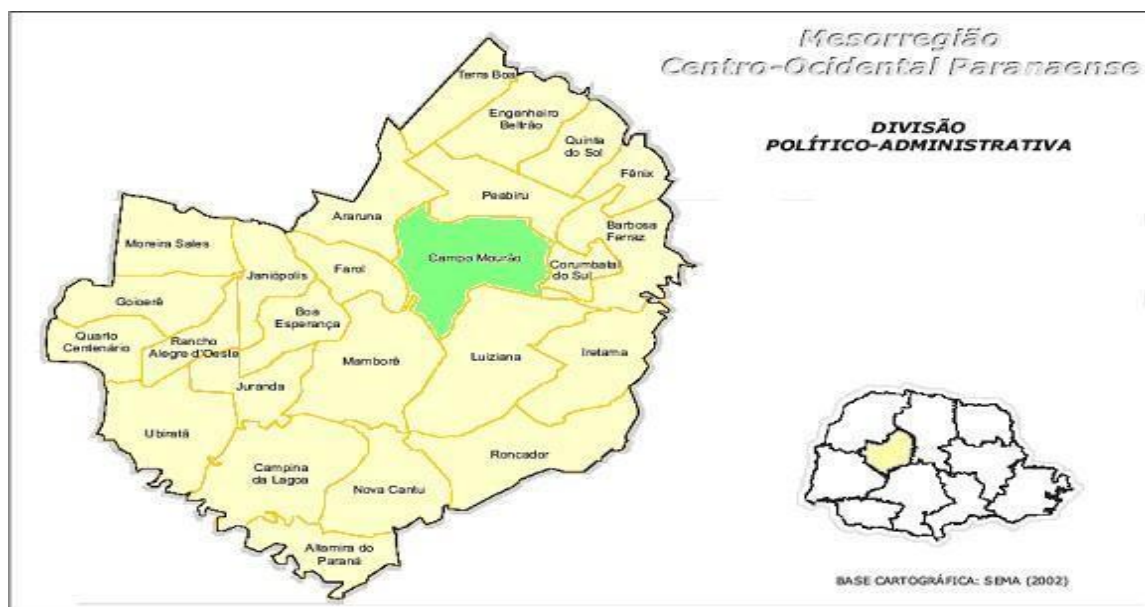 Mesorregião
Centro-Ocidental Paranaense
DIVISÃO
POLÍTICO-ADMINISTRATIVA
Terra Boa
Engenheiro
Beltrão
Quinta
do Sol
Fênix
Peabiru
Araruna
Barbosa
Ferraz
Moreira Sales
Campo Mourão
Corumbataí
do Sul
Farol
Janiópolis
Goioerê
Boa
Esperança
Quarto
Centenário
Rancho
Alegre d'Oeste
Mamborê
Luiziana
Iretama
Juranda
Ubiratã
Roncador
Campina
da Lagoa
Nova Cantu
Altamira do
Paraná
BASE CARTOGRÁFICA: SEMA (2002)